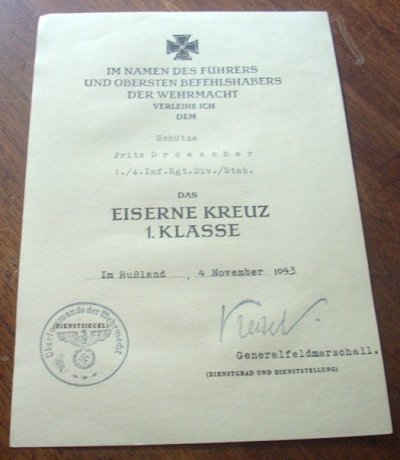 IM NAMEN DES FÜHRERS
UND OBERSTEN BEFEHLSHABERS
DER WEHRMACHT
VERLEIHE ICH
DEM
Schütze
Fritz Droescher
1./4.Inf.Rgt.Div./Stab.
DAS
EISERNE KREUZ
1. KLASSE
Im Rußland , 4 November 1943
Oberkommando der Wehrmacht
(DIENSTSIEGEL)
Keitel.
Generalfeldmarschall.
(DIENSTGRAD UND DIENSTSTELLUNG)